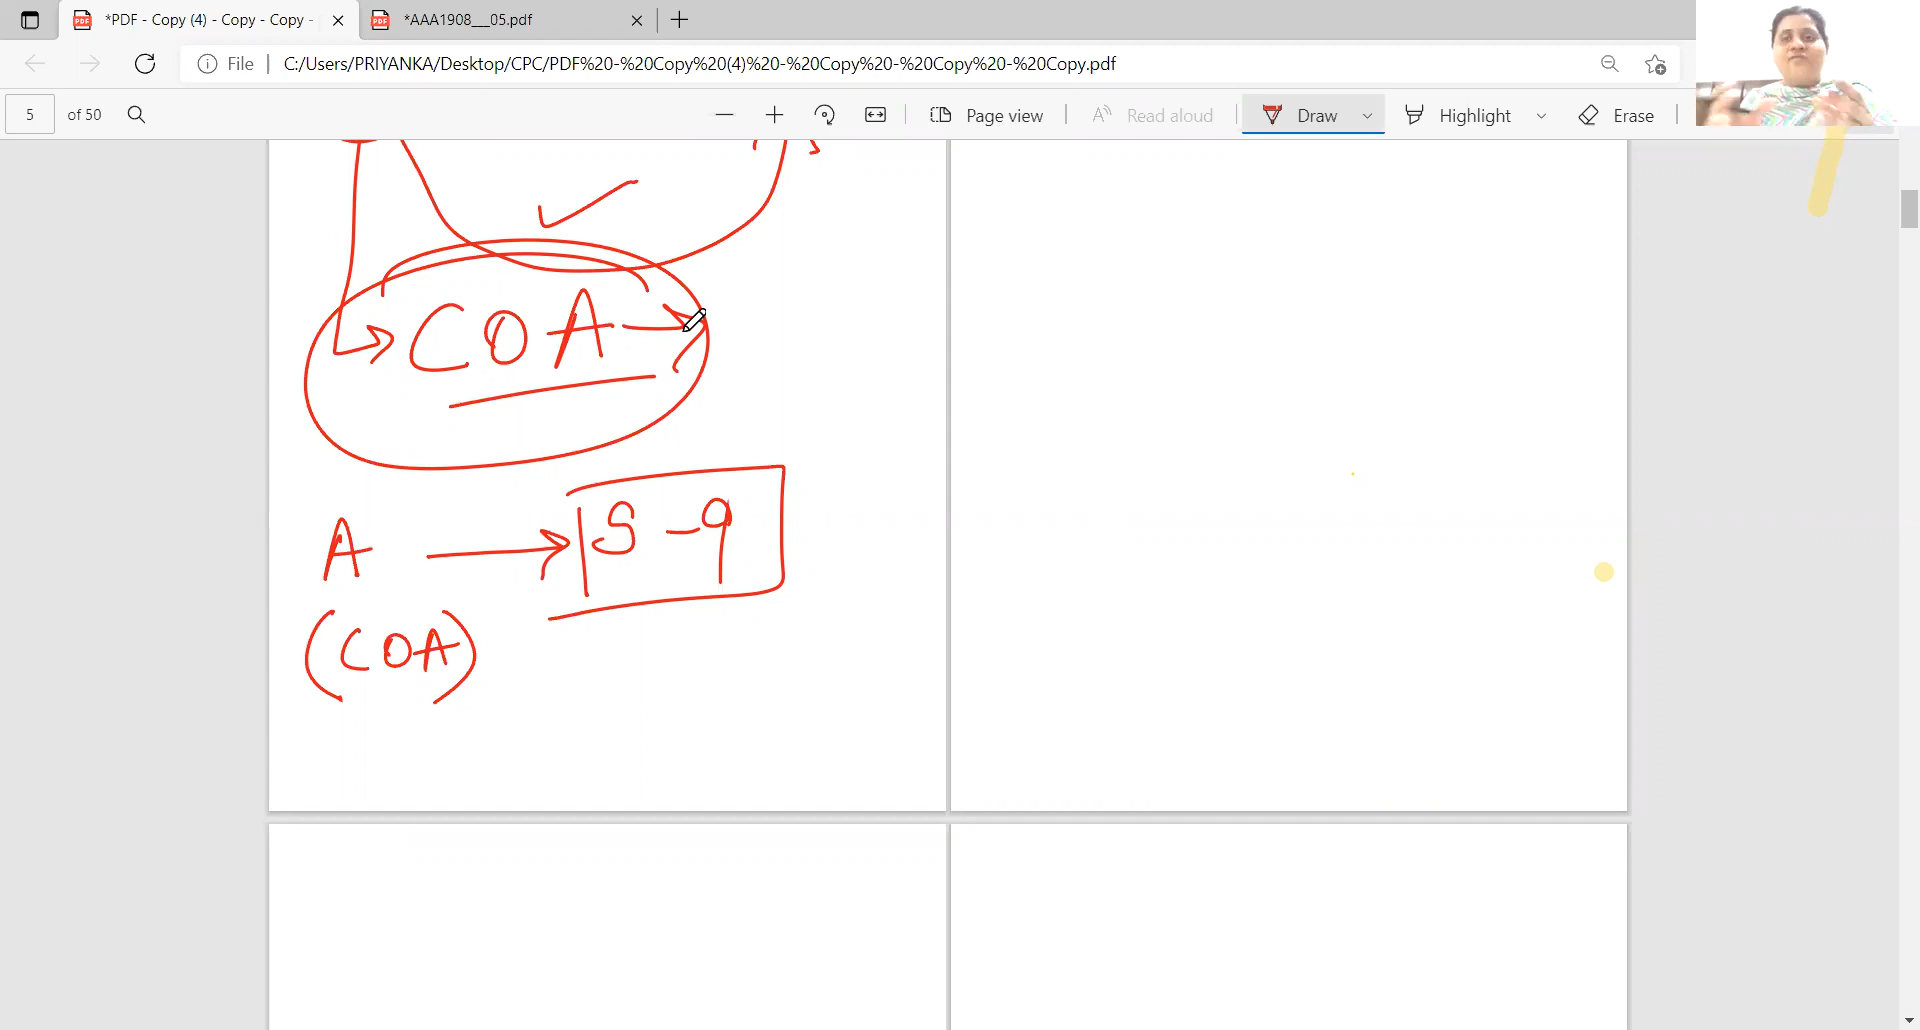 *PDF - Copy (4) - Copy - Copy -
*AAA1908___05.pdf
File
C:/Users/PRIYANKA/Desktop/CPC/PDF%20-%20Copy%20(4)%20-%20Copy%20-%20Copy%20-%20Copy.pdf
5 of 50
Page view
Read aloud
Draw
Highlight
Erase
COA
A → S-9
(COA)